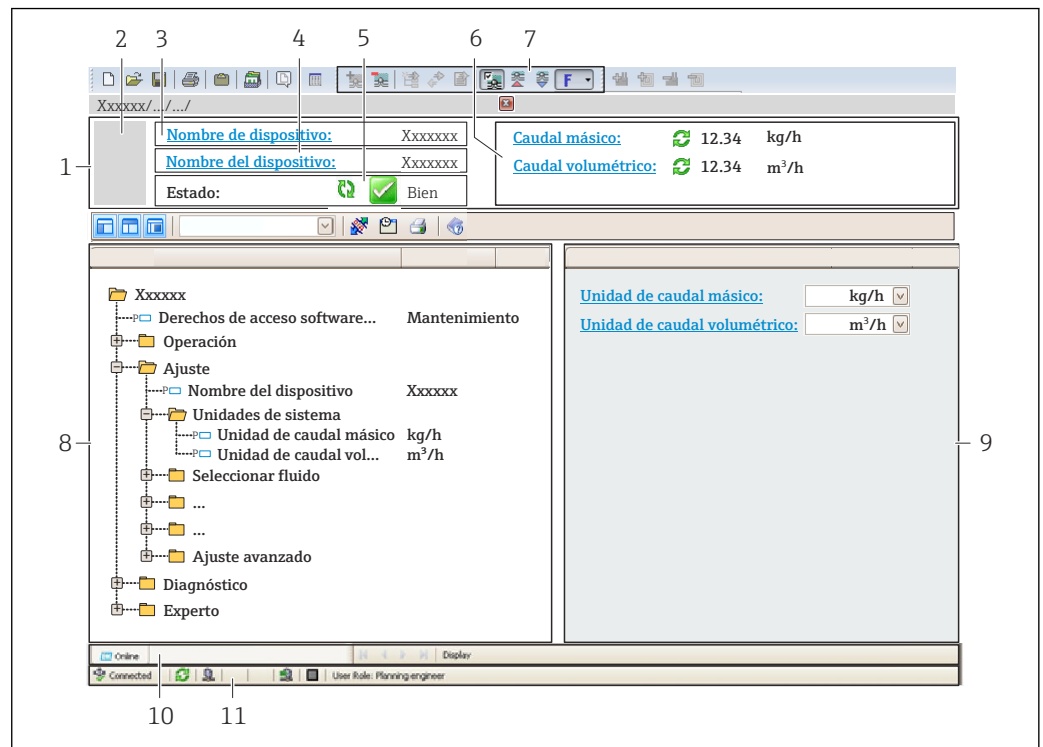 2 3 4 5 6 7
F
Xxxxxx/.../.../
1
Nombre de dispositivo: Xxxxxxx
Nombre del dispositivo: Xxxxxxx
Estado: Bien
Caudal másico: 12.34 kg/h
Caudal volumétrico: 12.34 m³/h
Xxxxxx
P Derechos de acceso software... Mantenimiento
Operación
Ajuste
P Nombre del dispositivo Xxxxxx
Unidades de sistema
P Unidad de caudal másico kg/h
P Unidad de caudal vol... m³/h
Seleccionar fluido
...
...
Ajuste avanzado
Diagnóstico
Experto
8
Unidad de caudal másico: kg/h
Unidad de caudal volumétrico: m³/h
9
Online Display
Connected User Role: Planning engineer
10 11